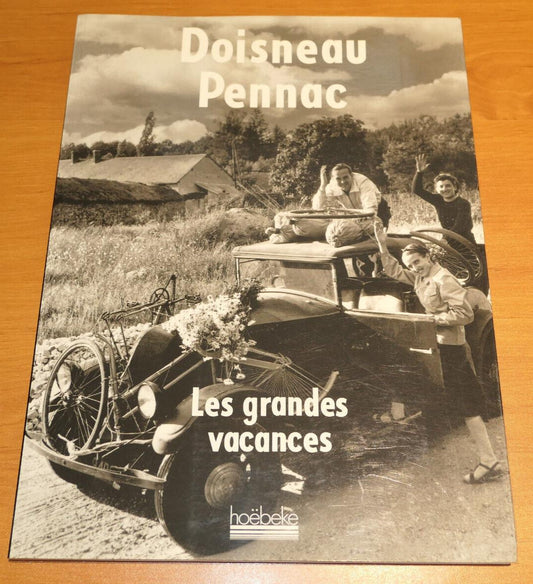 Doisneau
Pennac
Les grandes
vacances
hoëbeke